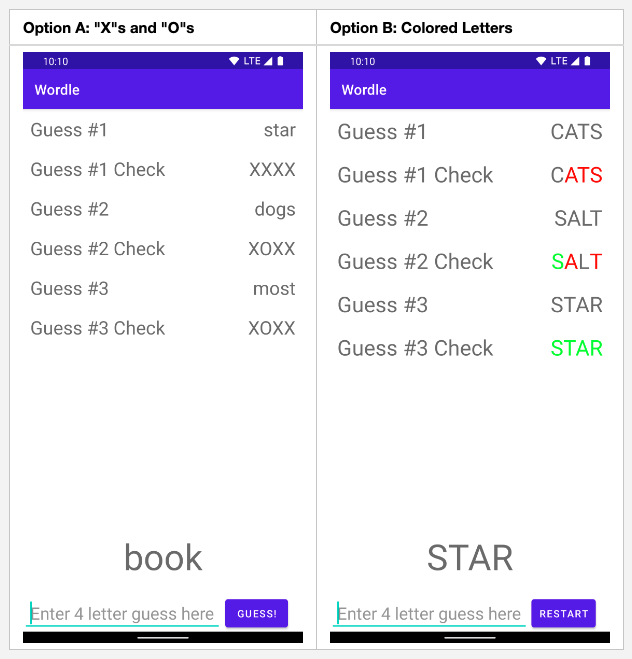 Option A: "X"s and "O"s
10:10 LTE
Wordle
Guess #1 star
Guess #1 Check XXXX
Guess #2 dogs
Guess #2 Check XOXX
Guess #3 most
Guess #3 Check XOXX
book
Enter 4 letter guess here GUESS!
Option B: Colored Letters
10:10 LTE
Wordle
Guess #1 CATS
Guess #1 Check CATS
Guess #2 SALT
Guess #2 Check SALT
Guess #3 STAR
Guess #3 Check STAR
STAR
Enter 4 letter guess here RESTART